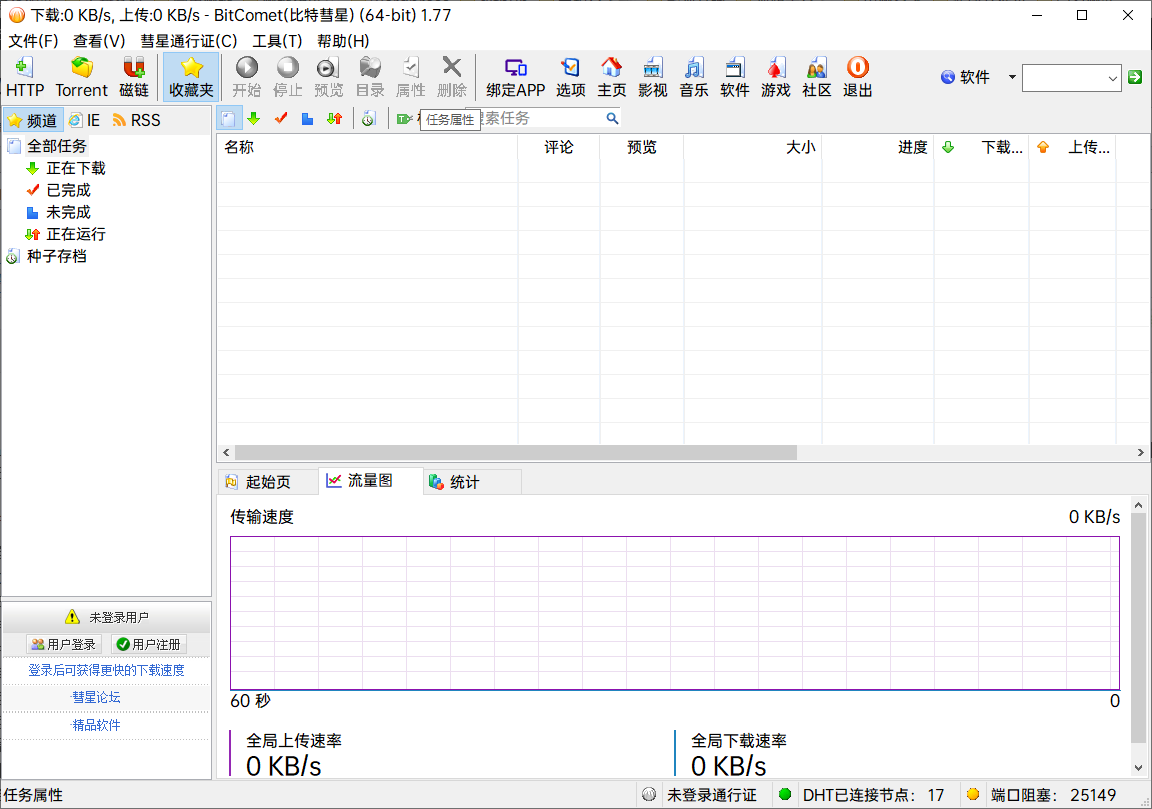 下载:0 KB/s, 上传:0 KB/s - BitComet(比特彗星) (64-bit) 1.77
文件(F) 查看(V) 彗星通行证(C) 工具(T) 帮助(H)
HTTP Torrent 磁链 收藏夹 开始 停止 预览 目录 属性 删除 绑定APP 选项 主页 影视 音乐 软件 游戏 社区 退出 软件
频道 IE RSS
任务属性 索任务
全部任务
正在下载
已完成
未完成
正在运行
种子存档
名称 评论 预览 大小 进度 下载... 上传...
起始页 流量图 统计
传输速度 0 KB/s
60 秒 0
全局上传速率 全局下载速率
0 KB/s 0 KB/s
未登录用户
用户登录 用户注册
登录后可获得更快的下载速度
·彗星论坛
·精品软件
任务属性 未登录通行证 DHT已连接节点: 17 端口阻塞: 25149